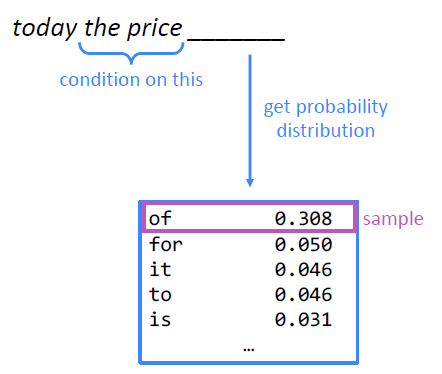 today the price _______
condition on this
get probability
distribution
of 0.308
for 0.050
it 0.046
to 0.046
is 0.031
…
sample